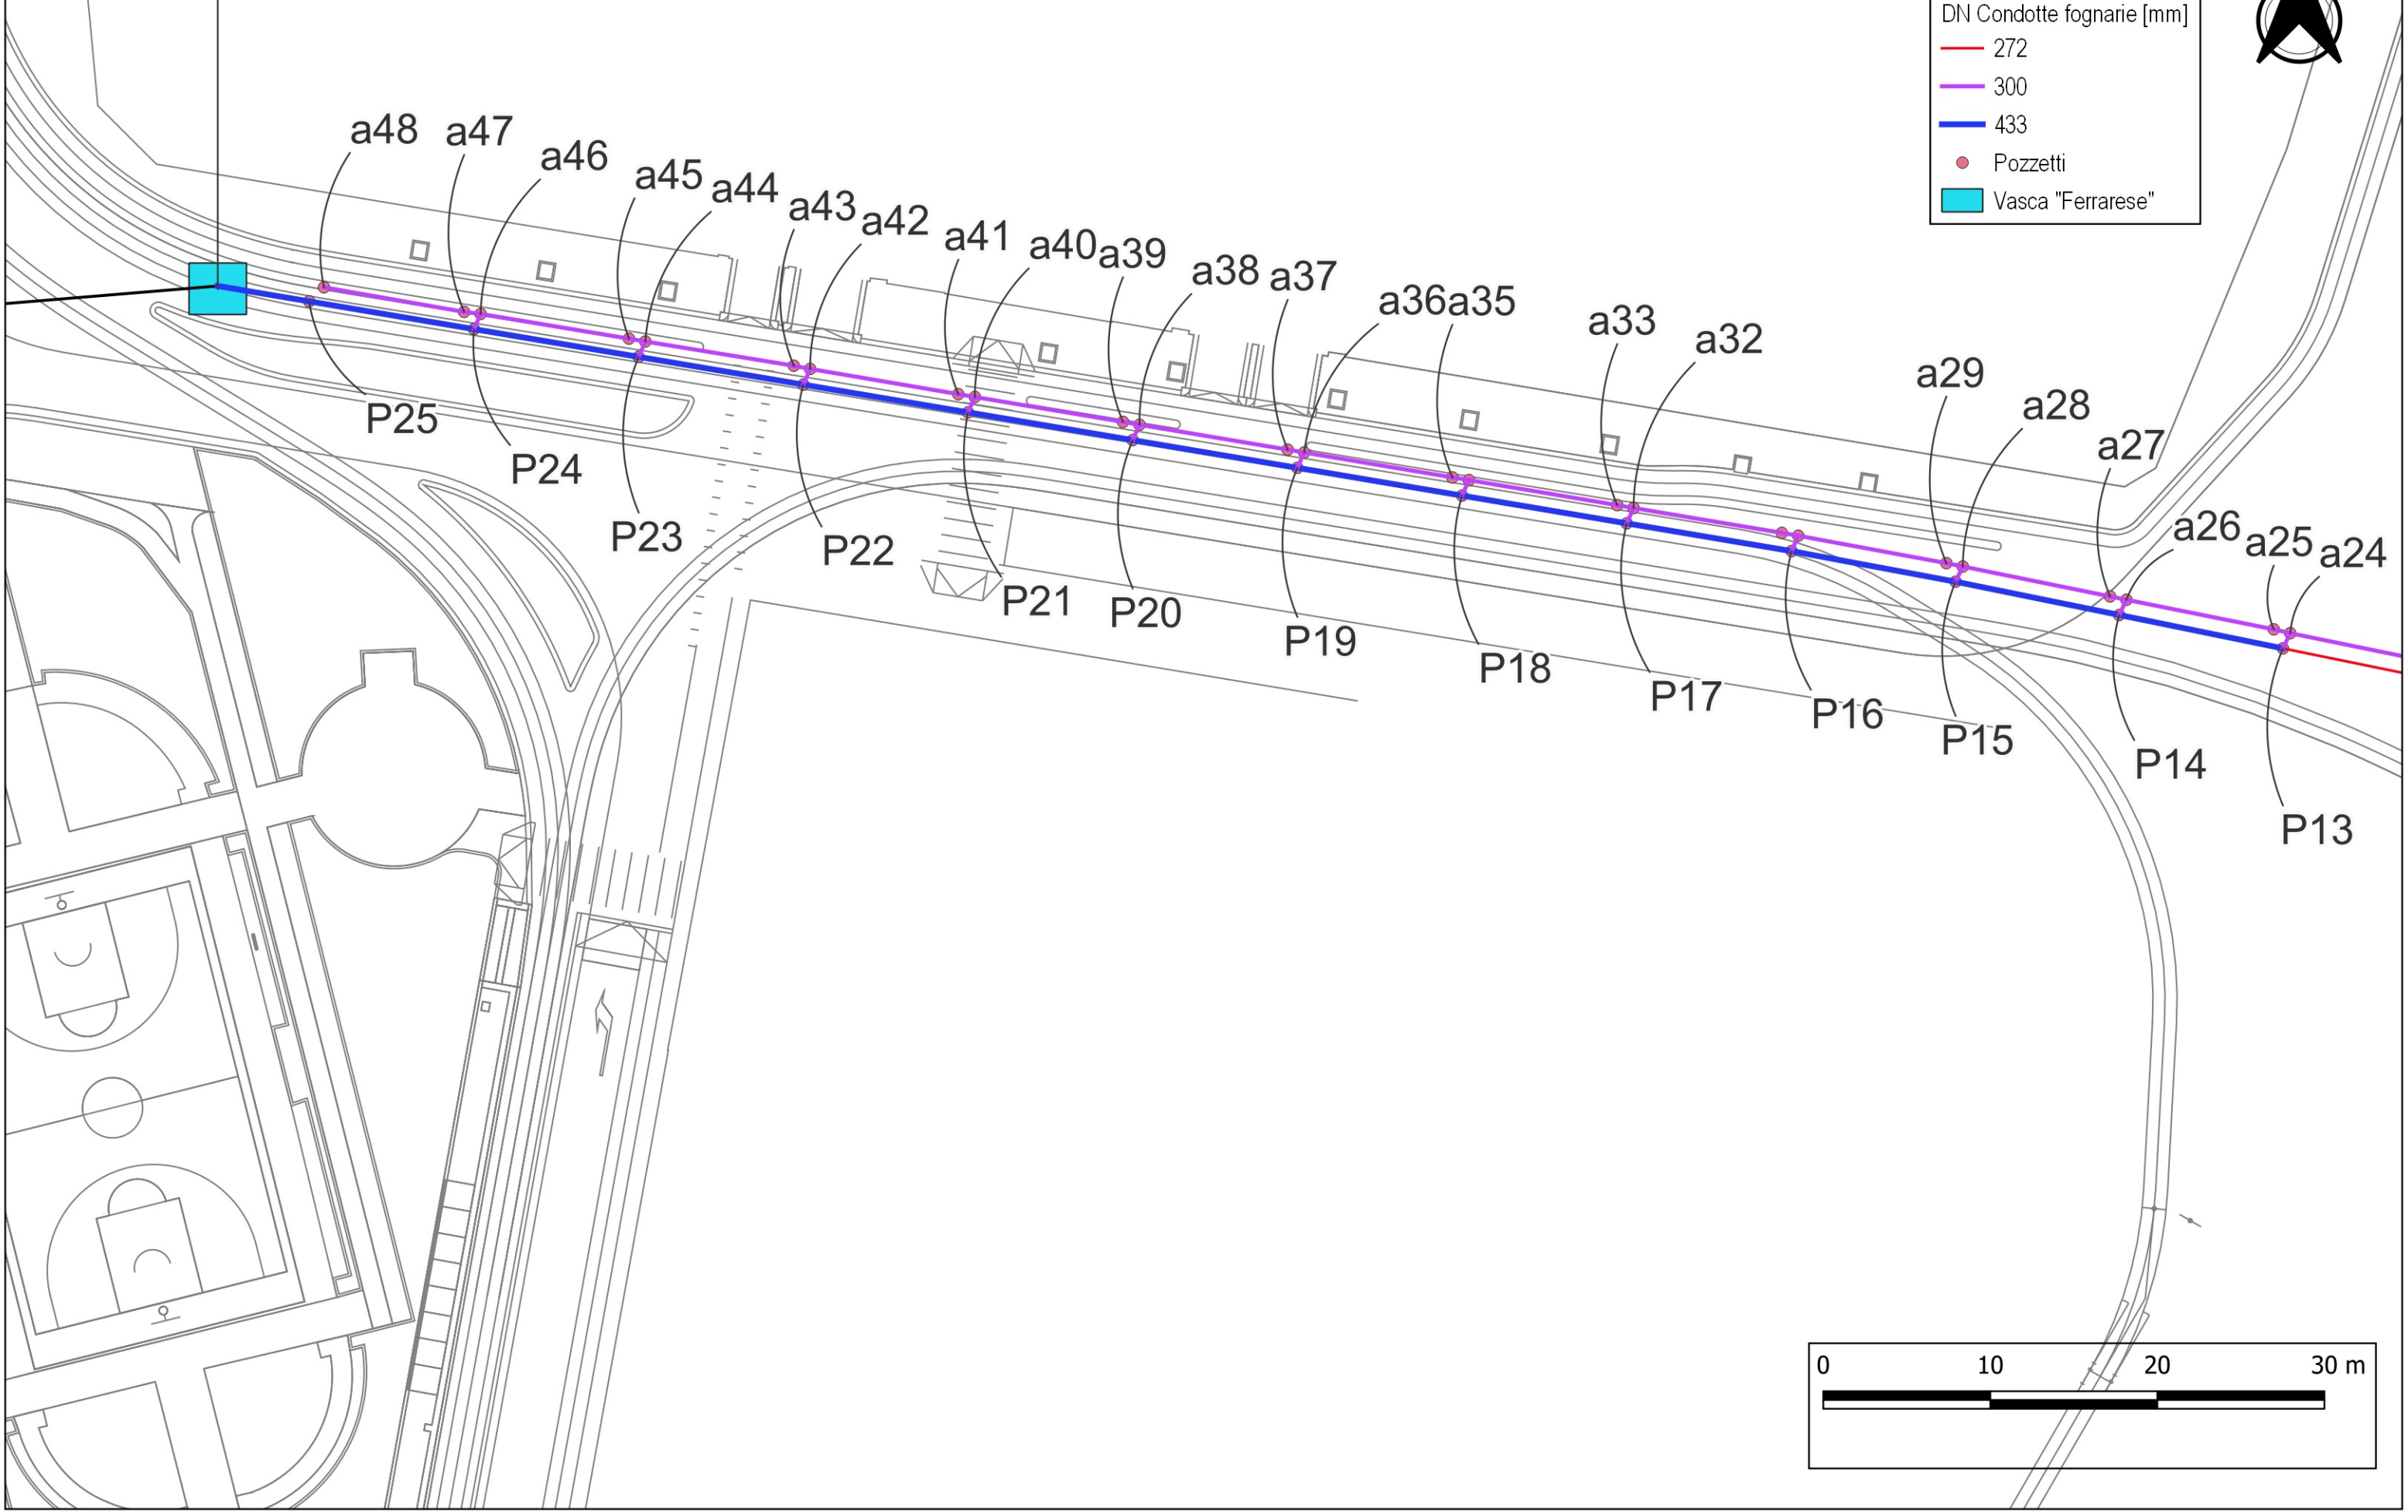 DN Condotte fognarie [mm]
272
300
433
Pozzetti
Vasca "Ferrarese"
a48
a47
a46
a45
a44
a43
a42
a41
a40
a39
a38
a37
a36
a35
a33
a32
a29
a28
a27
a26
a25
a24
P25
P24
P23
P22
P21
P20
P19
P18
P17
P16
P15
P14
P13
0 10 20 30 m